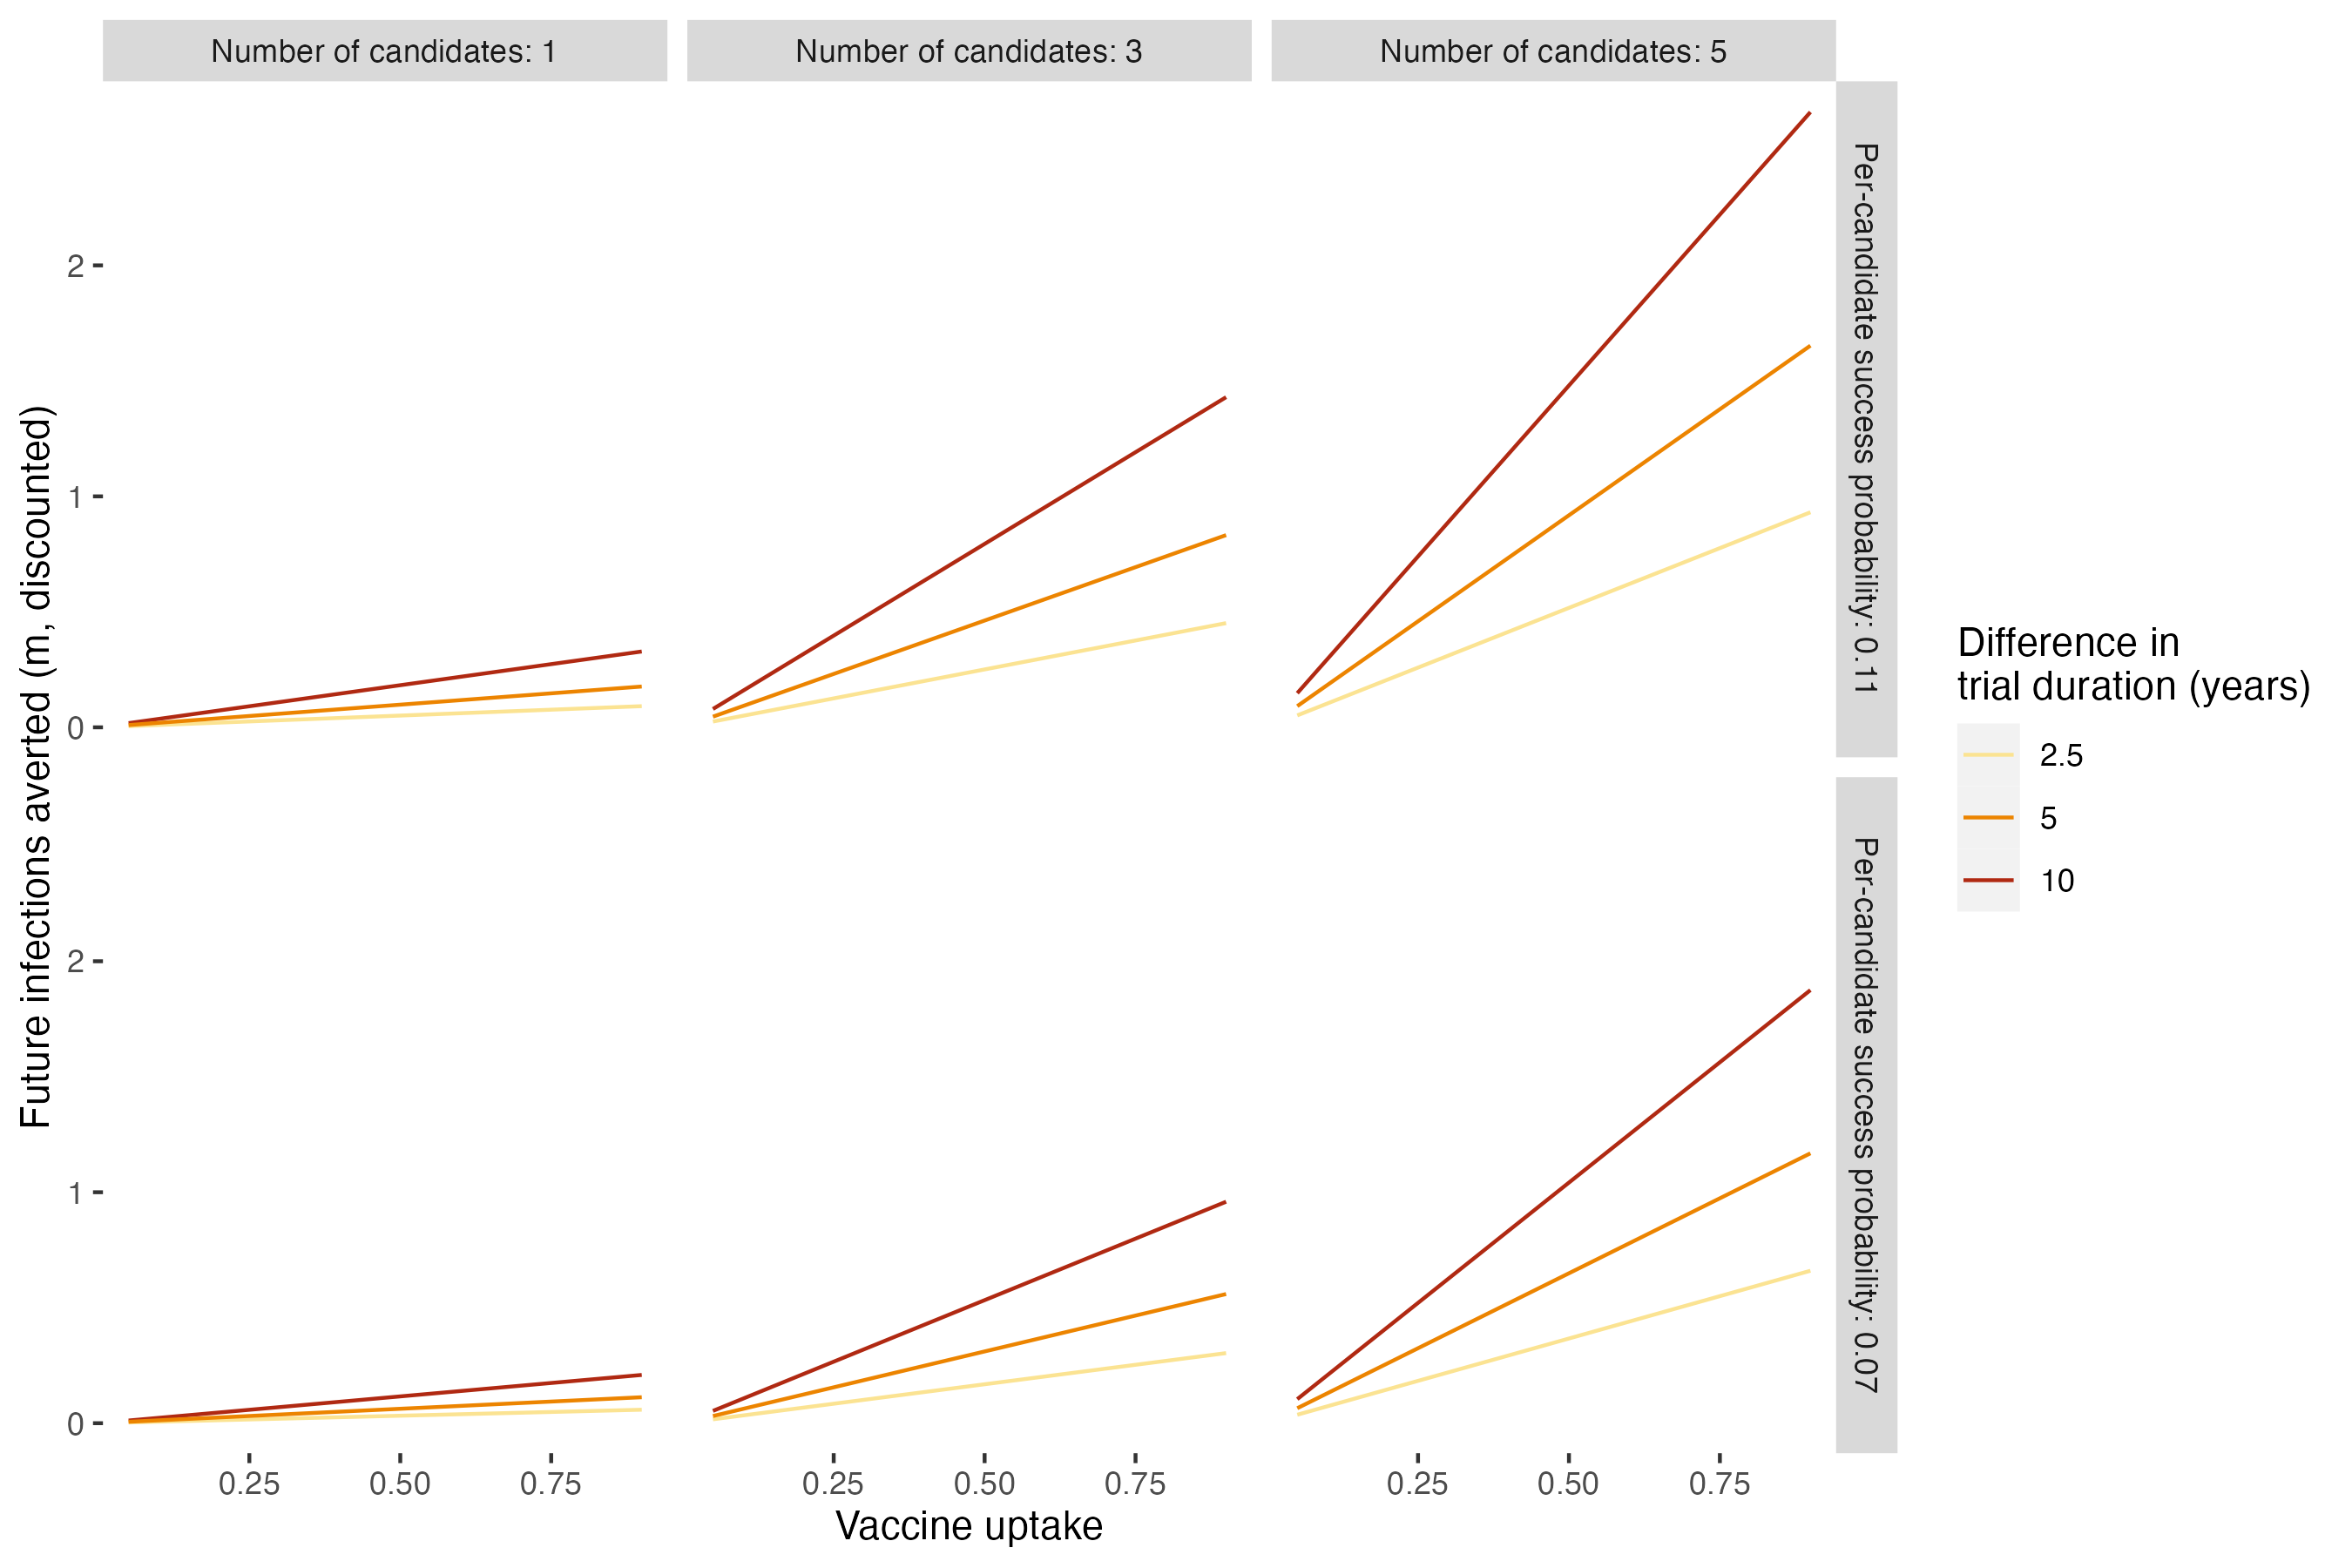 Number of candidates: 1
Number of candidates: 3
Number of candidates: 5
Future infections averted (m, discounted)
2
1
0
Per-candidate success probability: 0.11
2
1
0
Per-candidate success probability: 0.07
0.25
0.50
0.75
0.25
0.50
0.75
0.25
0.50
0.75
Vaccine uptake
Difference in
trial duration (years)
2.5
5
10